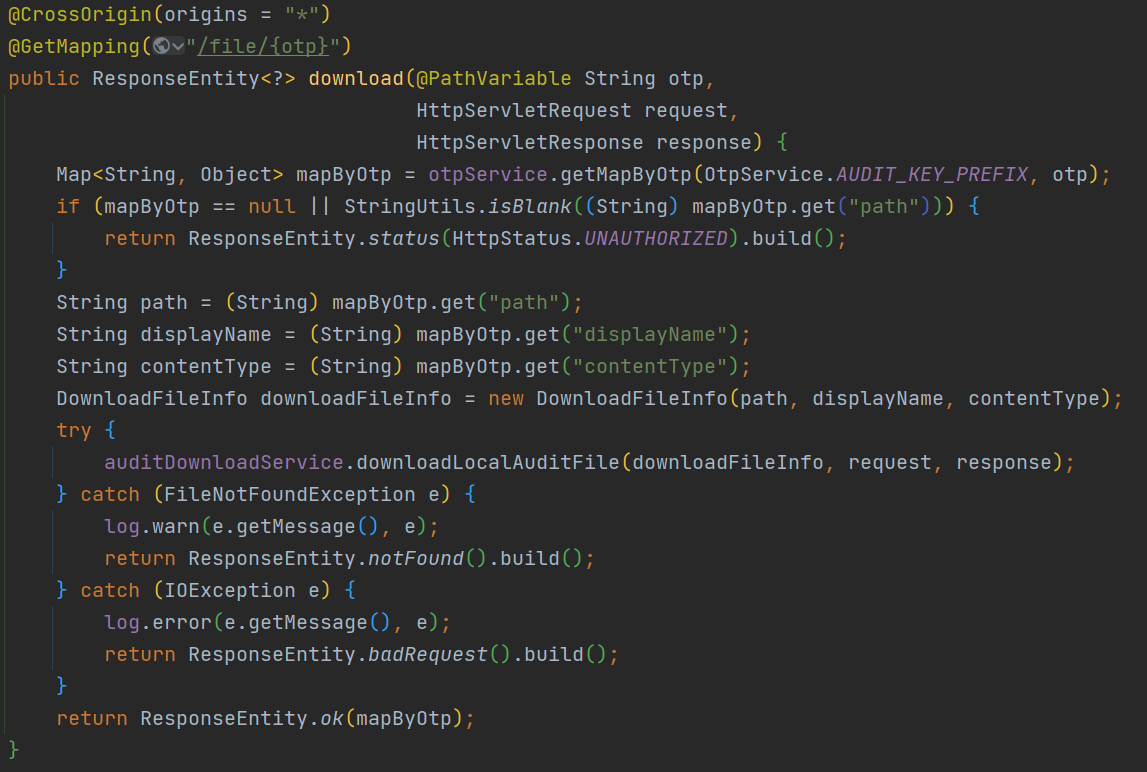 @CrossOrigin(origins = "*")
@GetMapping("/file/{otp}")
public ResponseEntity<?> download(@PathVariable String otp,
                                  HttpServletRequest request,
                                  HttpServletResponse response) {
    Map<String, Object> mapByOtp = otpService.getMapByOtp(OtpService.AUDIT_KEY_PREFIX, otp);
    if (mapByOtp == null || StringUtils.isBlank((String) mapByOtp.get("path"))) {
        return ResponseEntity.status(HttpStatus.UNAUTHORIZED).build();
    }
    String path = (String) mapByOtp.get("path");
    String displayName = (String) mapByOtp.get("displayName");
    String contentType = (String) mapByOtp.get("contentType");
    DownloadFileInfo downloadFileInfo = new DownloadFileInfo(path, displayName, contentType);
    try {
        auditDownloadService.downloadLocalAuditFile(downloadFileInfo, request, response);
    } catch (FileNotFoundException e) {
        log.warn(e.getMessage(), e);
        return ResponseEntity.notFound().build();
    } catch (IOException e) {
        log.error(e.getMessage(), e);
        return ResponseEntity.badRequest().build();
    }
    return ResponseEntity.ok(mapByOtp);
}